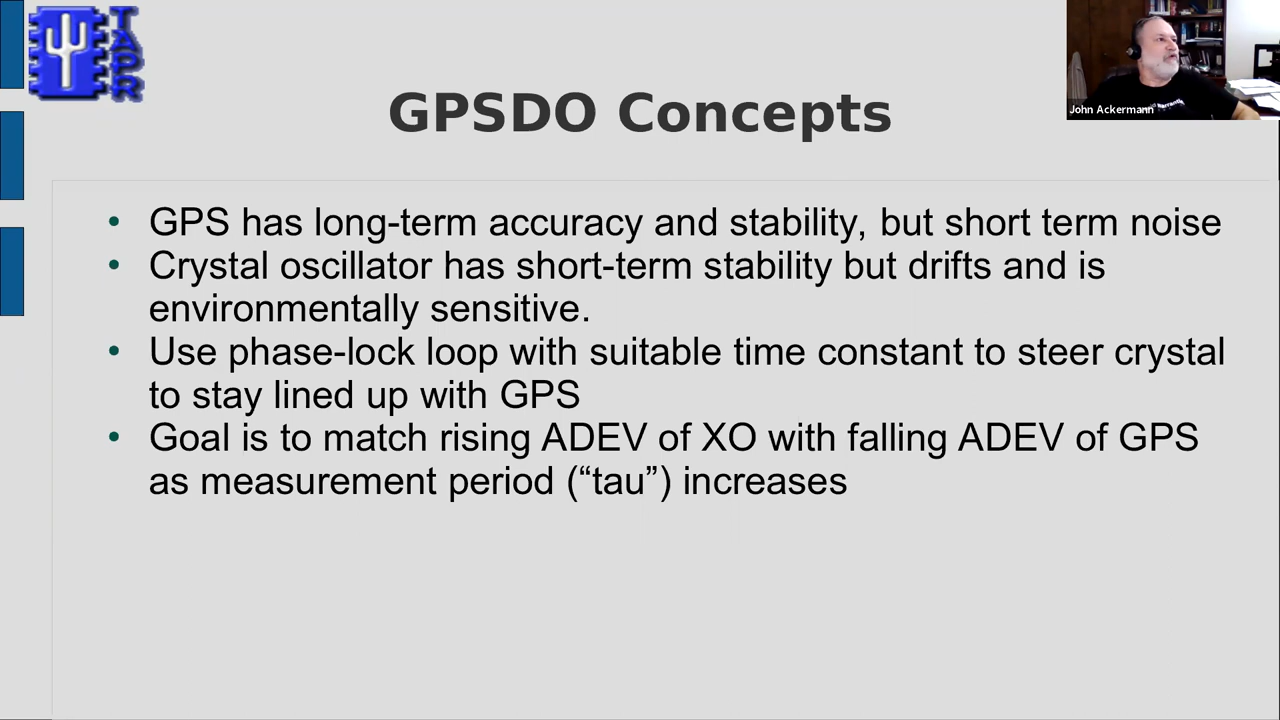 TAPR
John Ackermann
GPSDO Concepts
• GPS has long-term accuracy and stability, but short term noise
• Crystal oscillator has short-term stability but drifts and is
environmentally sensitive.
• Use phase-lock loop with suitable time constant to steer crystal
to stay lined up with GPS
• Goal is to match rising ADEV of XO with falling ADEV of GPS
as measurement period (“tau”) increases